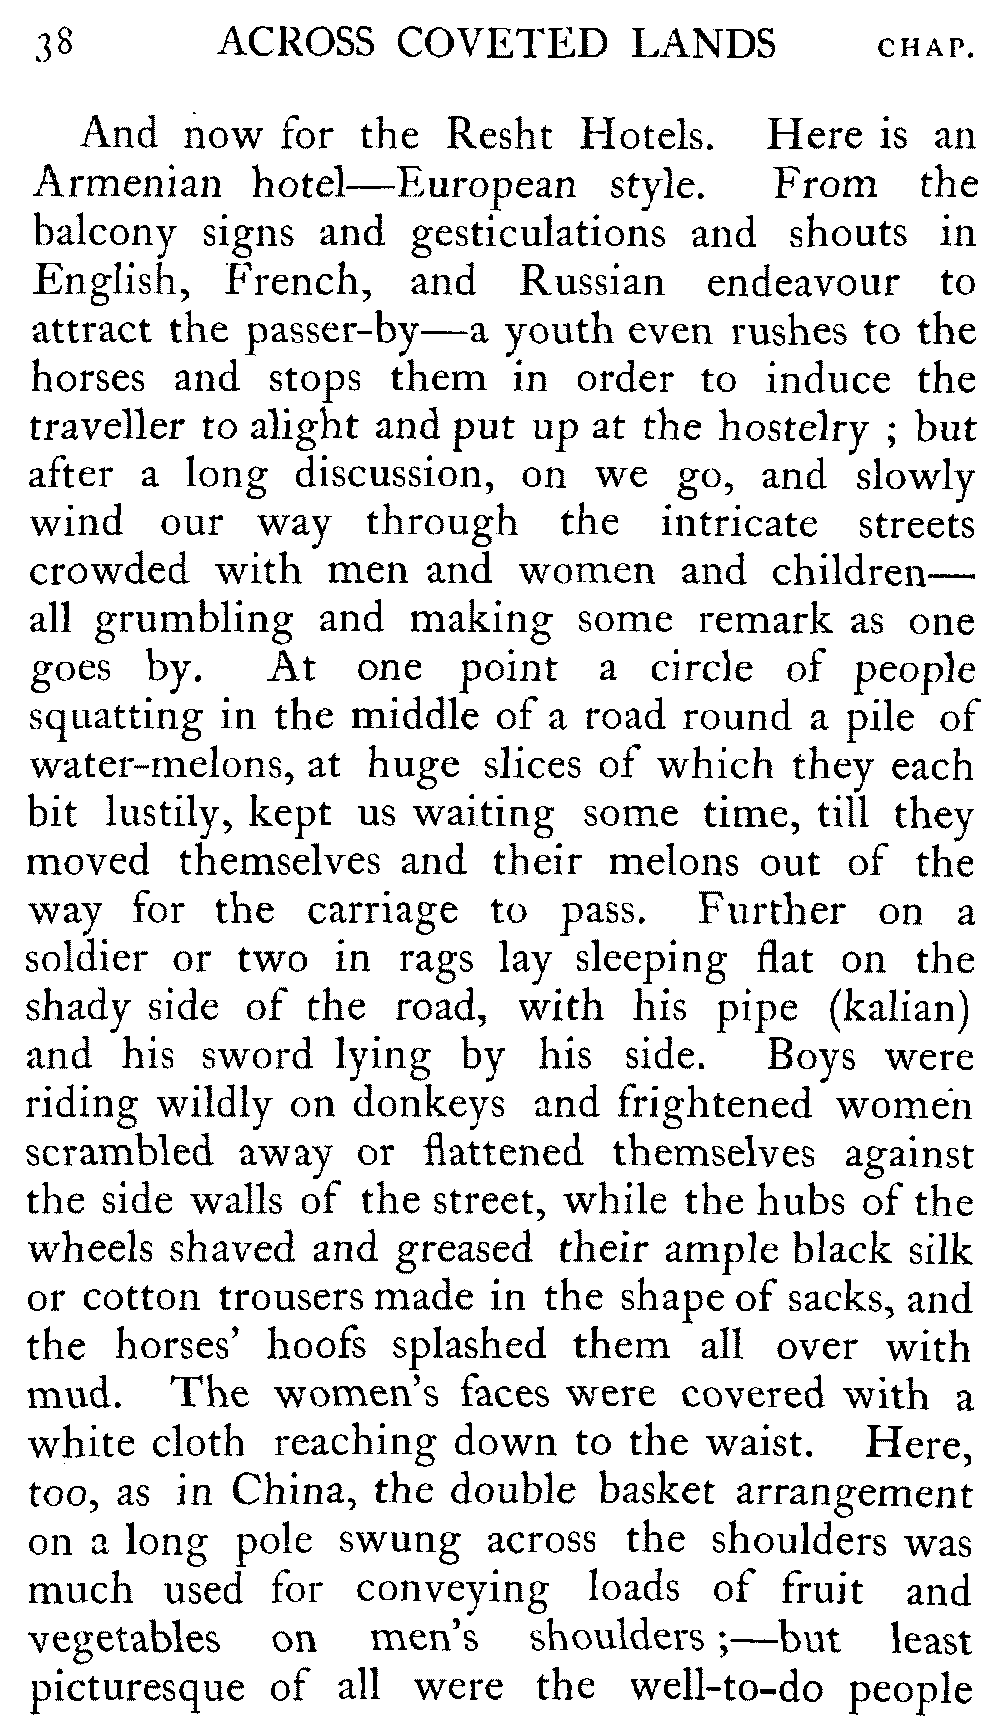 38 ACROSS COVETED LANDS CHAP.
And now for the Resht Hotels. Here is an
Armenian hotel—European style. From the
balcony signs and gesticulations and shouts in
English, French, and Russian endeavour to
attract the passer-by—a youth even rushes to the
horses and stops them in order to induce the
traveller to alight and put up at the hostelry ; but
after a long discussion, on we go, and slowly
wind our way through the intricate streets
crowded with men and women and children—
all grumbling and making some remark as one
goes by. At one point a circle of people
squatting in the middle of a road round a pile of
water-melons, at huge slices of which they each
bit lustily, kept us waiting some time, till they
moved themselves and their melons out of the
way for the carriage to pass. Further on a
soldier or two in rags lay sleeping flat on the
shady side of the road, with his pipe (kalian)
and his sword lying by his side. Boys were
riding wildly on donkeys and frightened women
scrambled away or flattened themselves against
the side walls of the street, while the hubs of the
wheels shaved and greased their ample black silk
or cotton trousers made in the shape of sacks, and
the horses' hoofs splashed them all over with
mud. The women's faces were covered with a
white cloth reaching down to the waist. Here,
too, as in China, the double basket arrangement
on a long pole swung across the shoulders was
much used for conveying loads of fruit and
vegetables on men's shoulders ;—but least
picturesque of all were the well-to-do people